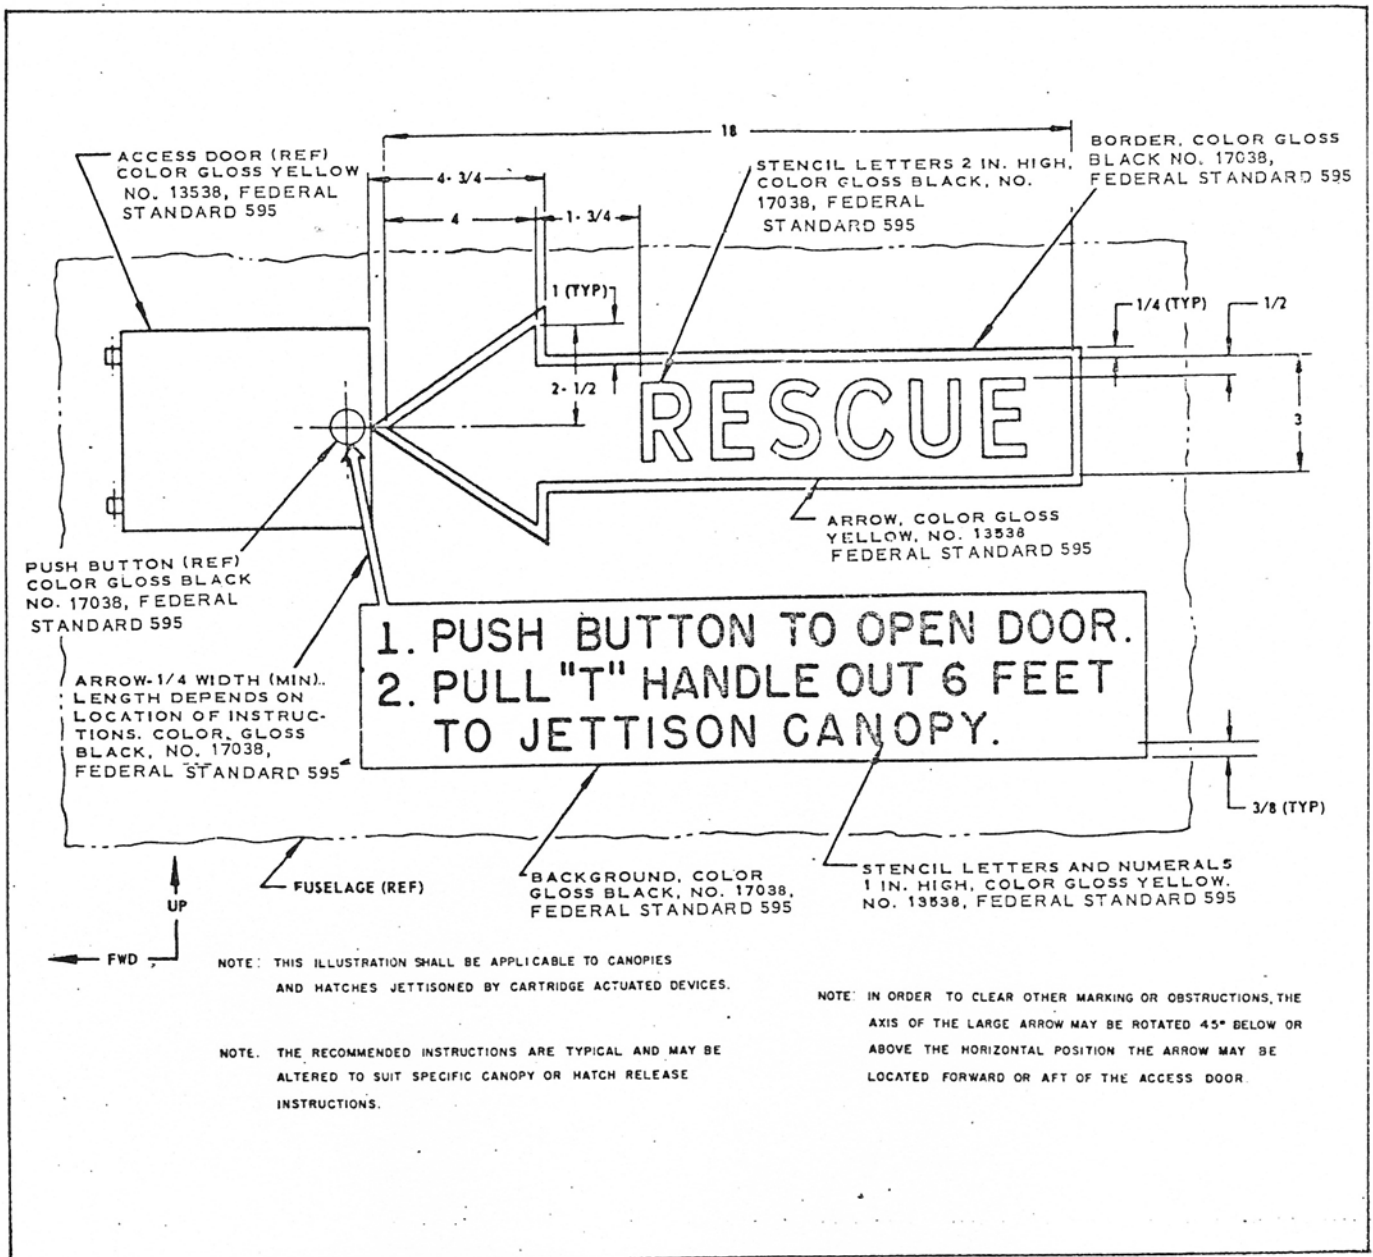 18
ACCESS DOOR (REF)
COLOR GLOSS YELLOW
NO. 13538, FEDERAL
STANDARD 595
4- 3/4
4
1- 3/4
STENCIL LETTERS 2 IN. HIGH,
COLOR GLOSS BLACK, NO.
17038, FEDERAL
STANDARD 595
BORDER, COLOR GLOSS
BLACK NO. 17038,
FEDERAL STANDARD 595
1 (TYP)
1/4 (TYP)
1/2
2- 1/2
RESCUE
3
ARROW, COLOR GLOSS
YELLOW, NO. 13538
FEDERAL STANDARD 595
PUSH BUTTON (REF)
COLOR GLOSS BLACK
NO. 17038, FEDERAL
STANDARD 595
1. PUSH BUTTON TO OPEN DOOR.
2. PULL "T" HANDLE OUT 6 FEET
TO JETTISON CANOPY.
ARROW-1/4 WIDTH (MIN)..
LENGTH DEPENDS ON
LOCATION OF INSTRUC-
TIONS. COLOR, GLOSS
BLACK, NO. 17038,
FEDERAL STANDARD 595
3/8 (TYP)
FUSELAGE (REF)
BACKGROUND, COLOR
GLOSS BLACK, NO. 17038,
FEDERAL STANDARD 595
STENCIL LETTERS AND NUMERALS
1 IN. HIGH, COLOR GLOSS YELLOW.
NO. 13538, FEDERAL STANDARD 595
UP
FWD
NOTE: THIS ILLUSTRATION SHALL BE APPLICABLE TO CANOPIES
AND HATCHES JETTISONED BY CARTRIDGE ACTUATED DEVICES.
NOTE. THE RECOMMENDED INSTRUCTIONS ARE TYPICAL AND MAY BE
ALTERED TO SUIT SPECIFIC CANOPY OR HATCH RELEASE
INSTRUCTIONS.
NOTE: IN ORDER TO CLEAR OTHER MARKING OR OBSTRUCTIONS, THE
AXIS OF THE LARGE ARROW MAY BE ROTATED 45° BELOW OR
ABOVE THE HORIZONTAL POSITION THE ARROW MAY BE
LOCATED FORWARD OR AFT OF THE ACCESS DOOR